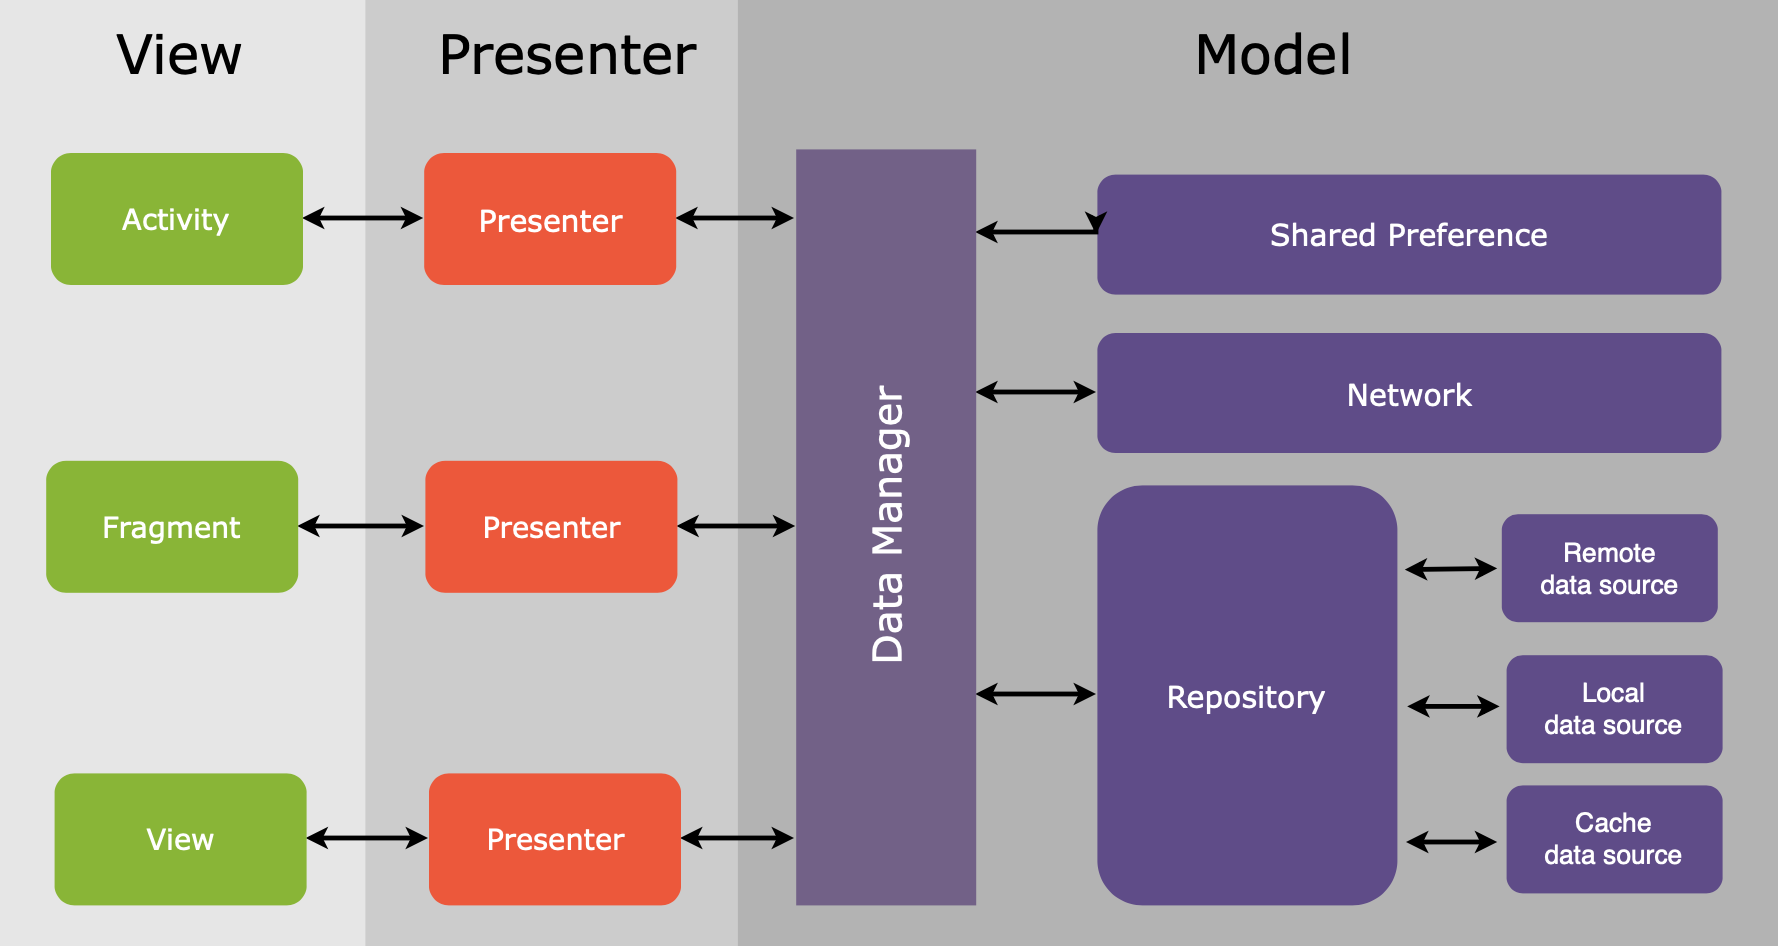 View
Presenter
Model
Activity
Presenter
Shared Preference
Network
Data Manager
Fragment
Presenter
Repository
Remote
data source
Local
data source
Cache
data source
View
Presenter